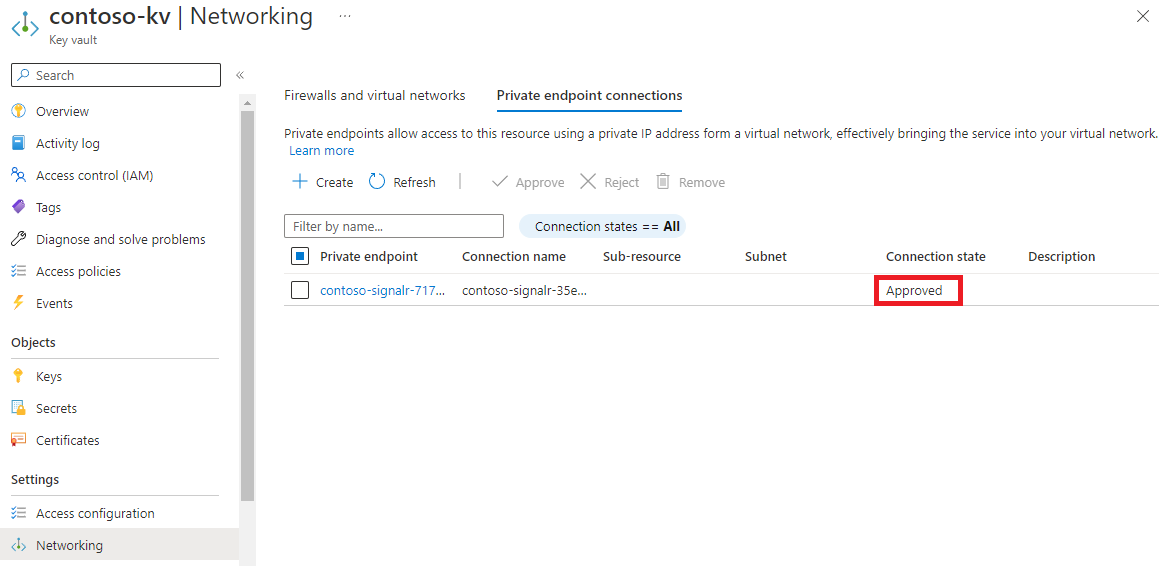 contoso-kv | Networking ...
Key vault
Search
«
Overview
Activity log
Access control (IAM)
Tags
Diagnose and solve problems
Access policies
Events
Objects
Keys
Secrets
Certificates
Settings
Access configuration
Networking
Firewalls and virtual networks Private endpoint connections
Private endpoints allow access to this resource using a private IP address form a virtual network, effectively bringing the service into your virtual network.
Learn more
Create Refresh Approve Reject Remove
Filter by name... Connection states == All
Private endpoint Connection name Sub-resource Subnet Connection state Description
contoso-signalr-717... contoso-signalr-35e... Approved